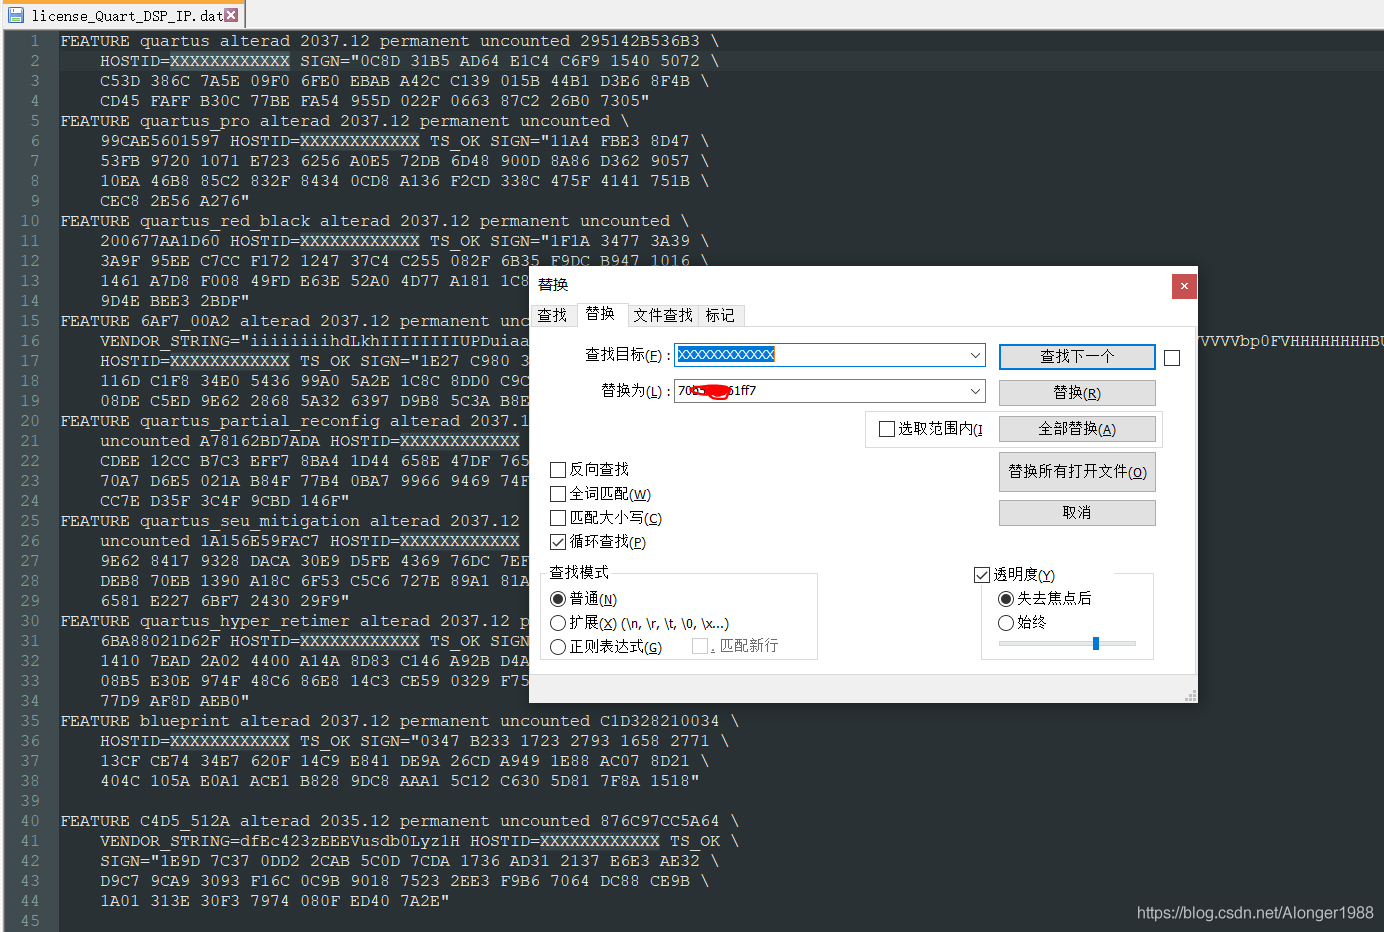 license_Quart_DSP_IP.dat
1 FEATURE quartus alterad 2037.12 permanent uncounted 295142B536B3 \
2 HOSTID=XXXXXXXXXXXX SIGN="0C8D 31B5 AD64 E1C4 C6F9 1540 5072 \
3 C53D 386C 7A5E 09F0 6FE0 EBAB A42C C139 015B 44B1 D3E6 8F4B \
4 CD45 FAFF B30C 77BE FA54 955D 022F 0663 87C2 26B0 7305"
5 FEATURE quartus_pro alterad 2037.12 permanent uncounted \
6 99CAE5601597 HOSTID=XXXXXXXXXXXX TS_OK SIGN="11A4 FBE3 8D47 \
7 53FB 9720 1071 E723 6256 A0E5 72DB 6D48 900D 8A86 D362 9057 \
8 10EA 46B8 85C2 832F 8434 0CD8 A136 F2CD 338C 475F 4141 751B \
9 CEC8 2E56 A276"
10 FEATURE quartus_red_black alterad 2037.12 permanent uncounted \
11 200677AA1D60 HOSTID=XXXXXXXXXXXX TS_OK SIGN="1F1A 3477 3A39 \
12 3A9F 95EE C7CC F172 1247 37C4 C255 082F 6B35 F9DC B947 1016 \
13 1461 A7D8 F008 49FD E63E 52A0 4D77 A181 1C8
14 9D4E BEE3 2BDF"
15 FEATURE 6AF7_00A2 alterad 2037.12 permanent unc
16 VENDOR_STRING="iiiiiiiihdLkhIIIIIIIIUPDuiaa VVVVbp0FVHHHHHHHHBU
17 HOSTID=XXXXXXXXXXXX TS_OK SIGN="1E27 C980 3
18 116D C1F8 34E0 5436 99A0 5A2E 1C8C 8DD0 C9C
19 08DE C5ED 9E62 2868 5A32 6397 D9B8 5C3A B8E
20 FEATURE quartus_partial_reconfig alterad 2037.1
21 uncounted A78162BD7ADA HOSTID=XXXXXXXXXXXX
22 CDEE 12CC B7C3 EFF7 8BA4 1D44 658E 47DF 765
23 70A7 D6E5 021A B84F 77B4 0BA7 9966 9469 74F
24 CC7E D35F 3C4F 9CBD 146F"
25 FEATURE quartus_seu_mitigation alterad 2037.12
26 uncounted 1A156E59FAC7 HOSTID=XXXXXXXXXXXX
27 9E62 8417 9328 DACA 30E9 D5FE 4369 76DC 7EF
28 DEB8 70EB 1390 A18C 6F53 C5C6 727E 89A1 81A
29 6581 E227 6BF7 2430 29F9"
30 FEATURE quartus_hyper_retimer alterad 2037.12 p
31 6BA88021D62F HOSTID=XXXXXXXXXXXX TS_OK SIGN
32 1410 7EAD 2A02 4400 A14A 8D83 C146 A92B D4A
33 08B5 E30E 974F 48C6 86E8 14C3 CE59 0329 F75
34 77D9 AF8D AEB0"
35 FEATURE blueprint alterad 2037.12 permanent uncounted C1D328210034 \
36 HOSTID=XXXXXXXXXXXX TS_OK SIGN="0347 B233 1723 2793 1658 2771 \
37 13CF CE74 34E7 620F 14C9 E841 DE9A 26CD A949 1E88 AC07 8D21 \
38 404C 105A E0A1 ACE1 B828 9DC8 AAA1 5C12 C630 5D81 7F8A 1518"
39
40 FEATURE C4D5_512A alterad 2035.12 permanent uncounted 876C97CC5A64 \
41 VENDOR_STRING=dfEc423zEEEVusdb0Lyz1H HOSTID=XXXXXXXXXXXX TS_OK \
42 SIGN="1E9D 7C37 0DD2 2CAB 5C0D 7CDA 1736 AD31 2137 E6E3 AE32 \
43 D9C7 9CA9 3093 F16C 0C9B 9018 7523 2EE3 F9B6 7064 DC88 CE9B \
44 1A01 313E 30F3 7974 080F ED40 7A2E"
45
替换
查找 替换 文件查找 标记
查找目标(F): XXXXXXXXXXXX 查找下一个
替换为(L): 替换(R)
选取范围内(I 全部替换(A)
替换所有打开文件(O)
取消
反向查找
全词匹配(W)
匹配大小写(C)
循环查找(P)
查找模式
普通(N)
扩展(X) (\n, \r, \t, \0, \x...)
正则表达式(G) . 匹配新行
透明度(Y)
失去焦点后
始终
https://blog.csdn.net/Alonger1988